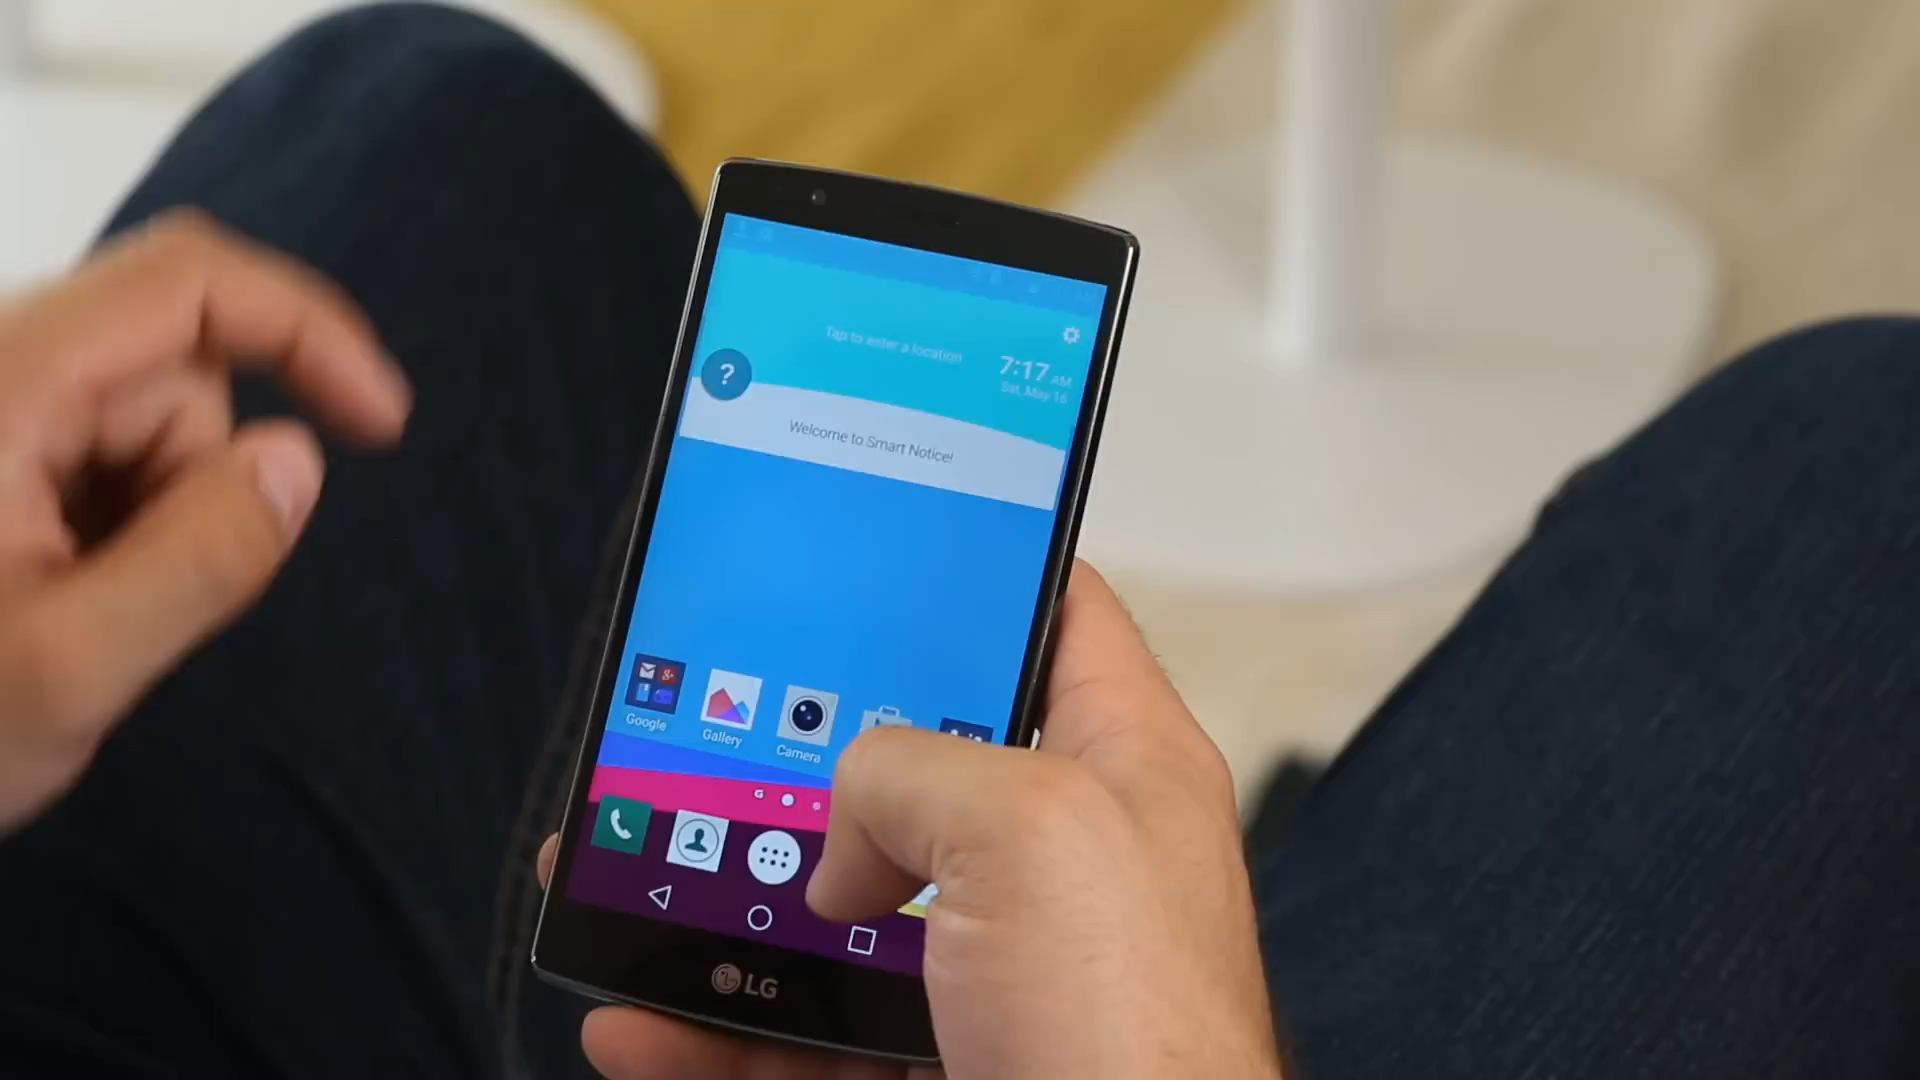 Tap to enter a location
7:17 AM
Sat, May 16
?
Welcome to Smart Notice!
Google
Gallery
Camera
G
LG